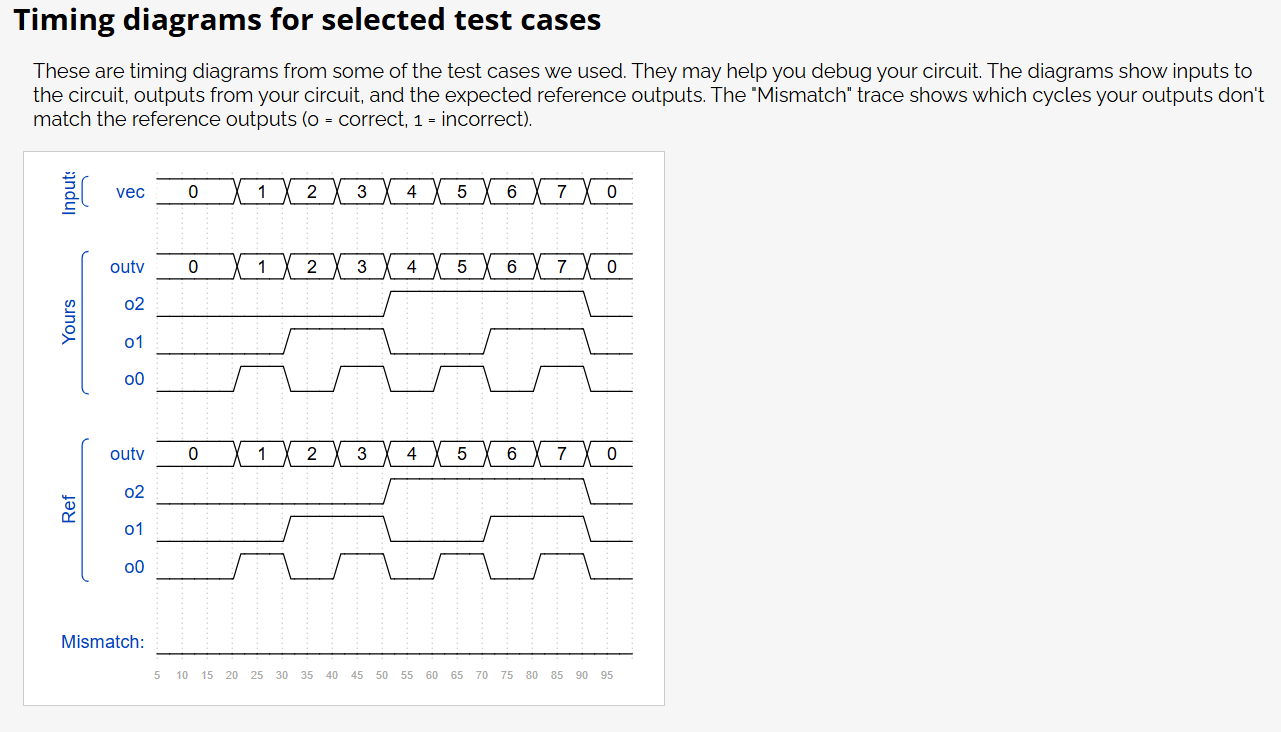 Timing diagrams for selected test cases
These are timing diagrams from some of the test cases we used. They may help you debug your circuit. The diagrams show inputs to
the circuit, outputs from your circuit, and the expected reference outputs. The "Mismatch" trace shows which cycles your outputs don't
match the reference outputs (0 = correct, 1 = incorrect).
Inputs
vec 0 1 2 3 4 5 6 7 0
Yours
outv 0 1 2 3 4 5 6 7 0
o2
o1
o0
Ref
outv 0 1 2 3 4 5 6 7 0
o2
o1
o0
Mismatch:
5 10 15 20 25 30 35 40 45 50 55 60 65 70 75 80 85 90 95